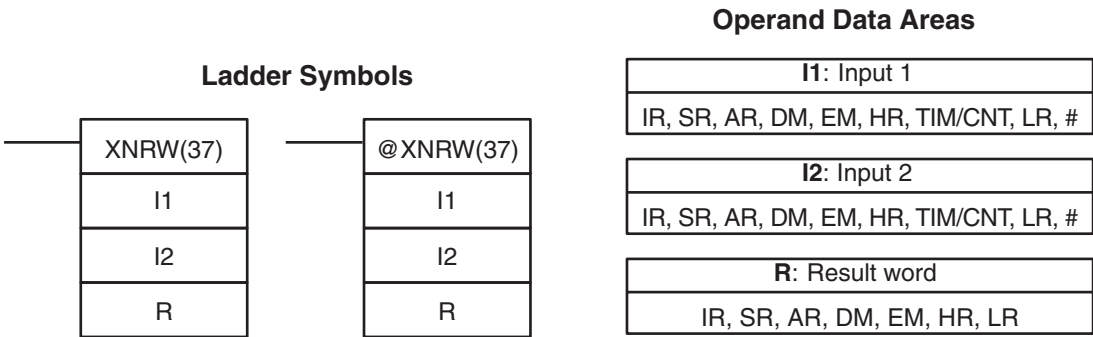 Ladder Symbols
XNRW(37)
I1
I2
R
@XNRW(37)
I1
I2
R
Operand Data Areas
I1: Input 1
IR, SR, AR, DM, EM, HR, TIM/CNT, LR, #
I2: Input 2
IR, SR, AR, DM, EM, HR, TIM/CNT, LR, #
R: Result word
IR, SR, AR, DM, EM, HR, LR